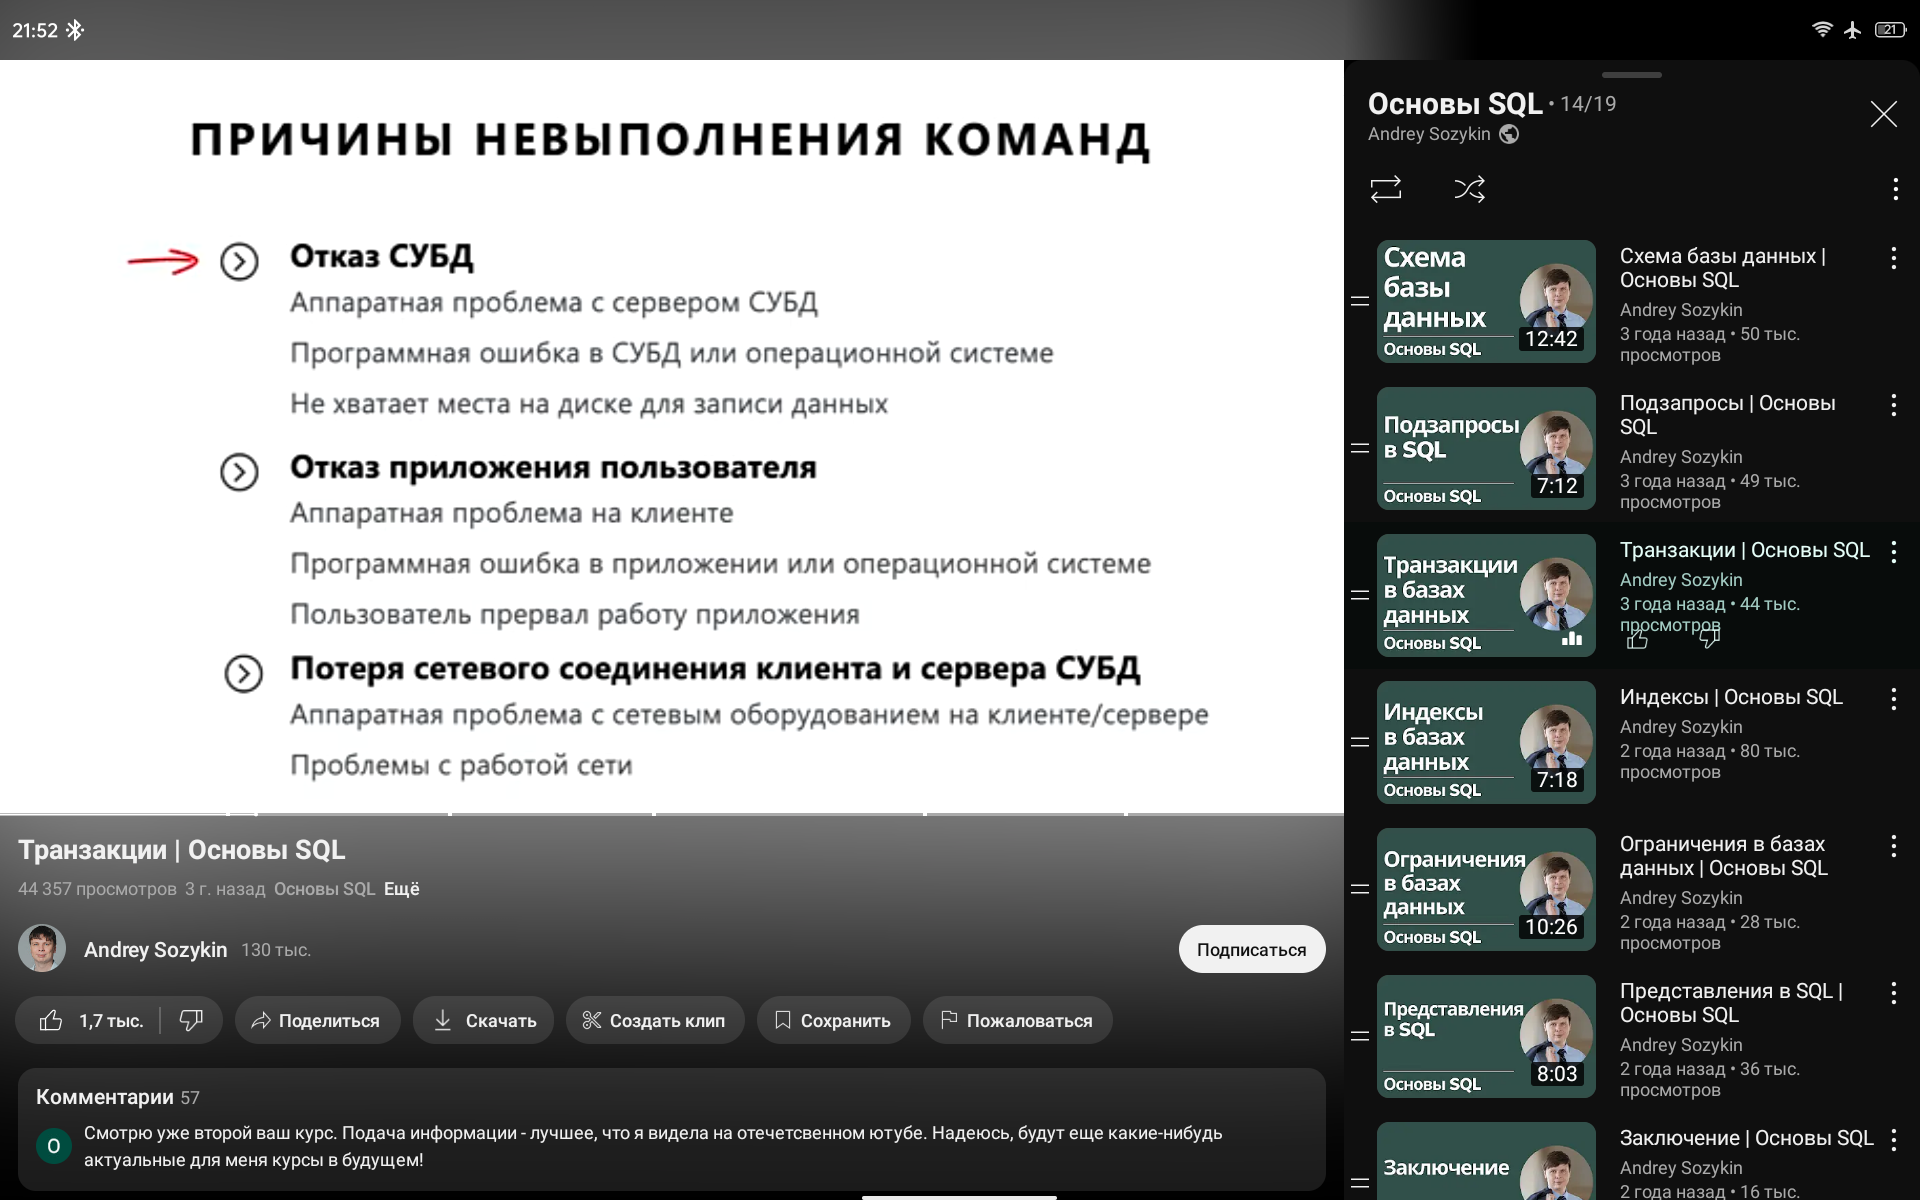 21:52
21
ПРИЧИНЫ НЕВЫПОЛНЕНИЯ КОМАНД
Отказ СУБД
Аппаратная проблема с сервером СУБД
Программная ошибка в СУБД или операционной системе
Не хватает места на диске для записи данных
Отказ приложения пользователя
Аппаратная проблема на клиенте
Программная ошибка в приложении или операционной системе
Пользователь прервал работу приложения
Потеря сетевого соединения клиента и сервера СУБД
Аппаратная проблема с сетевым оборудованием на клиенте/сервере
Проблемы с работой сети
Транзакции | Основы SQL
44 357 просмотров 3 г. назад Основы SQL Ещё
Andrey Sozykin 130 тыс.
Подписаться
1,7 тыс.
Поделиться
Скачать
Создать клип
Сохранить
Пожаловаться
Комментарии 57
О
Смотрю уже второй ваш курс. Подача информации - лучшее, что я видела на отечетсвенном ютубе. Надеюсь, будут еще какие-нибудь
актуальные для меня курсы в будущем!
Основы SQL • 14/19
Andrey Sozykin
Схема
базы
данных
12:42
Основы SQL
Схема базы данных |
Основы SQL
Andrey Sozykin
3 года назад • 50 тыс.
просмотров
Подзапросы
в SQL
7:12
Основы SQL
Подзапросы | Основы
SQL
Andrey Sozykin
3 года назад • 49 тыс.
просмотров
Транзакции
в базах
данных
Основы SQL
Транзакции | Основы SQL
Andrey Sozykin
3 года назад • 44 тыс.
просмотров
Индексы
в базах
данных
7:18
Основы SQL
Индексы | Основы SQL
Andrey Sozykin
2 года назад • 80 тыс.
просмотров
Ограничения
в базах
данных
10:26
Основы SQL
Ограничения в базах
данных | Основы SQL
Andrey Sozykin
2 года назад • 28 тыс.
просмотров
Представления
в SQL
8:03
Основы SQL
Представления в SQL |
Основы SQL
Andrey Sozykin
2 года назад • 36 тыс.
просмотров
Заключение
Заключение | Основы SQL
Andrey Sozykin
2 года назад • 16 тыс.